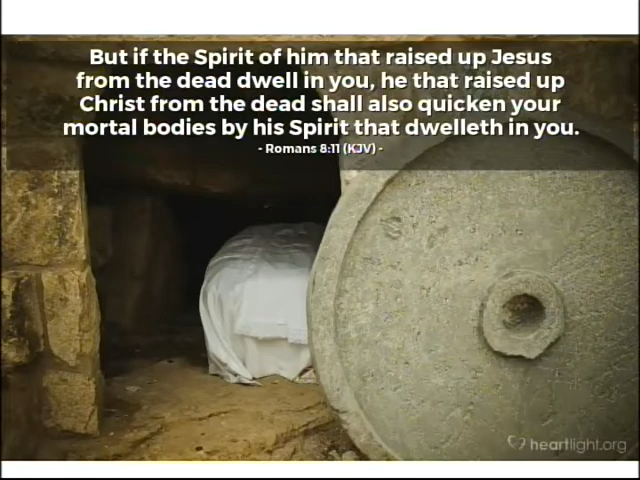 But if the Spirit of him that raised up Jesus
from the dead dwell in you, he that raised up
Christ from the dead shall also quicken your
mortal bodies by his Spirit that dwelleth in you.
- Romans 8:11 (KJV) -
heartlight.org